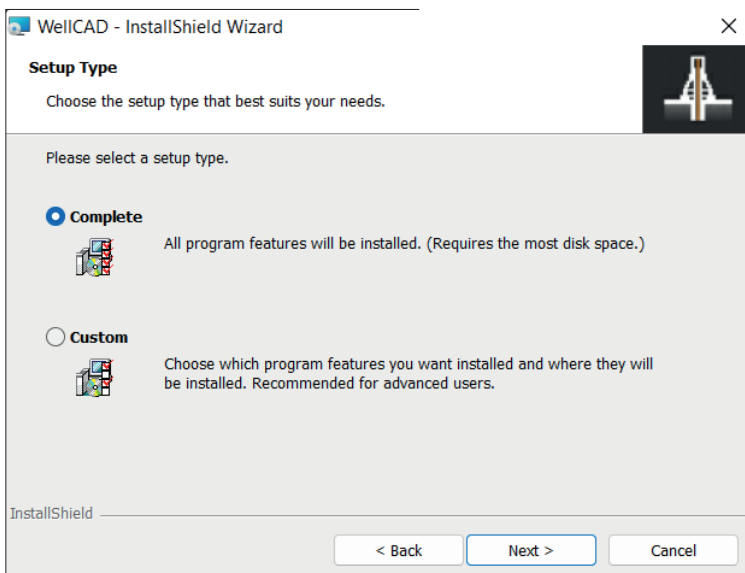 WellCAD - InstallShield Wizard
Setup Type
Choose the setup type that best suits your needs.
Please select a setup type.
Complete
All program features will be installed. (Requires the most disk space.)
Custom
Choose which program features you want installed and where they will
be installed. Recommended for advanced users.
InstallShield
< Back
Next >
Cancel